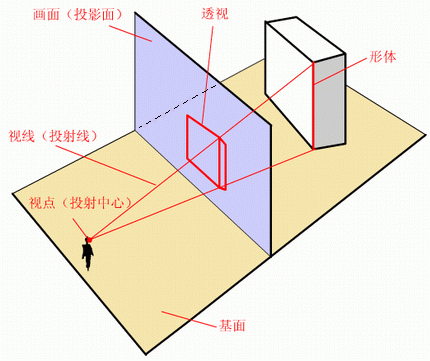 画面（投影面）
透视
形体
视线（投射线）
视点（投射中心）
基面